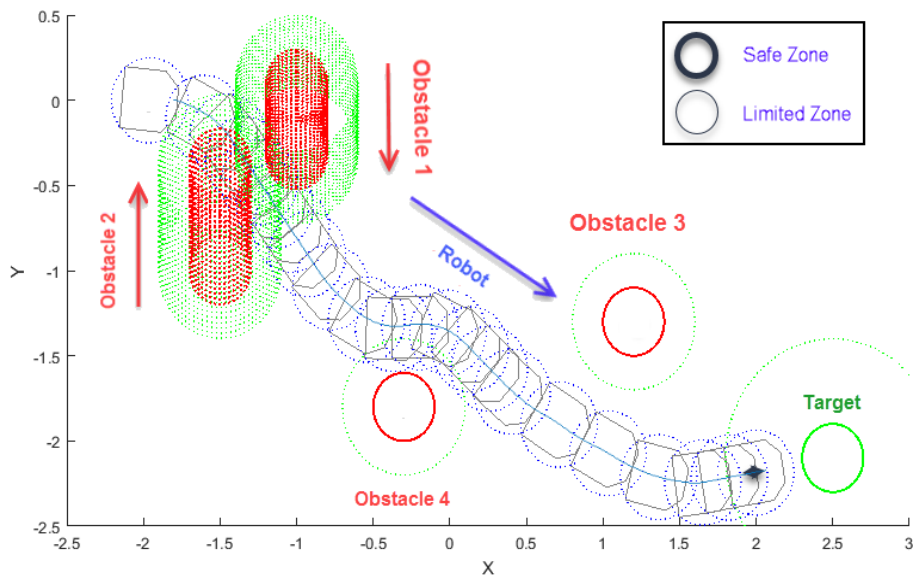 0.5
0
-0.5
-1
-1.5
-2
-2.5
Y
-2.5 -2 -1.5 -1 -0.5 0 0.5 1 1.5 2 2.5 3
X
Safe Zone
Limited Zone
Obstacle 1
Obstacle 2
Robot
Obstacle 3
Target
Obstacle 4